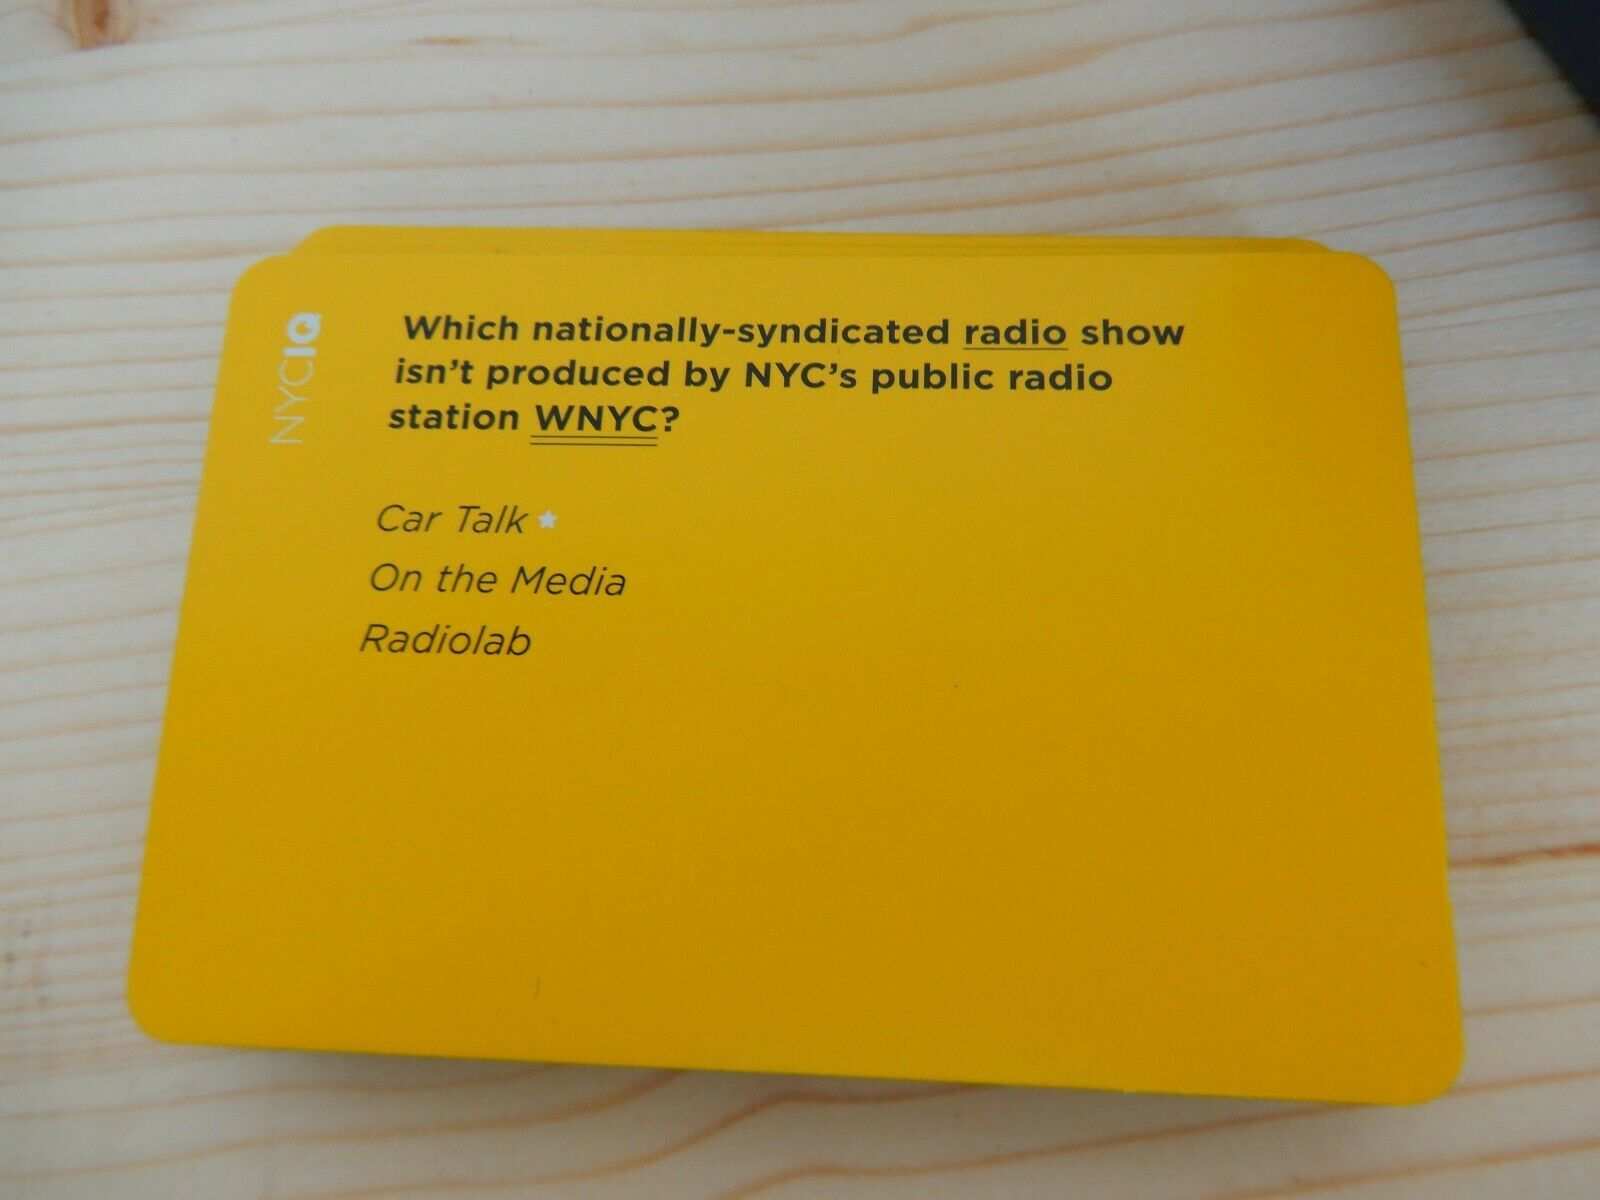 NYCIQ
Which nationally-syndicated radio show
isn't produced by NYC's public radio
station WNYC?
Car Talk
On the Media
Radiolab